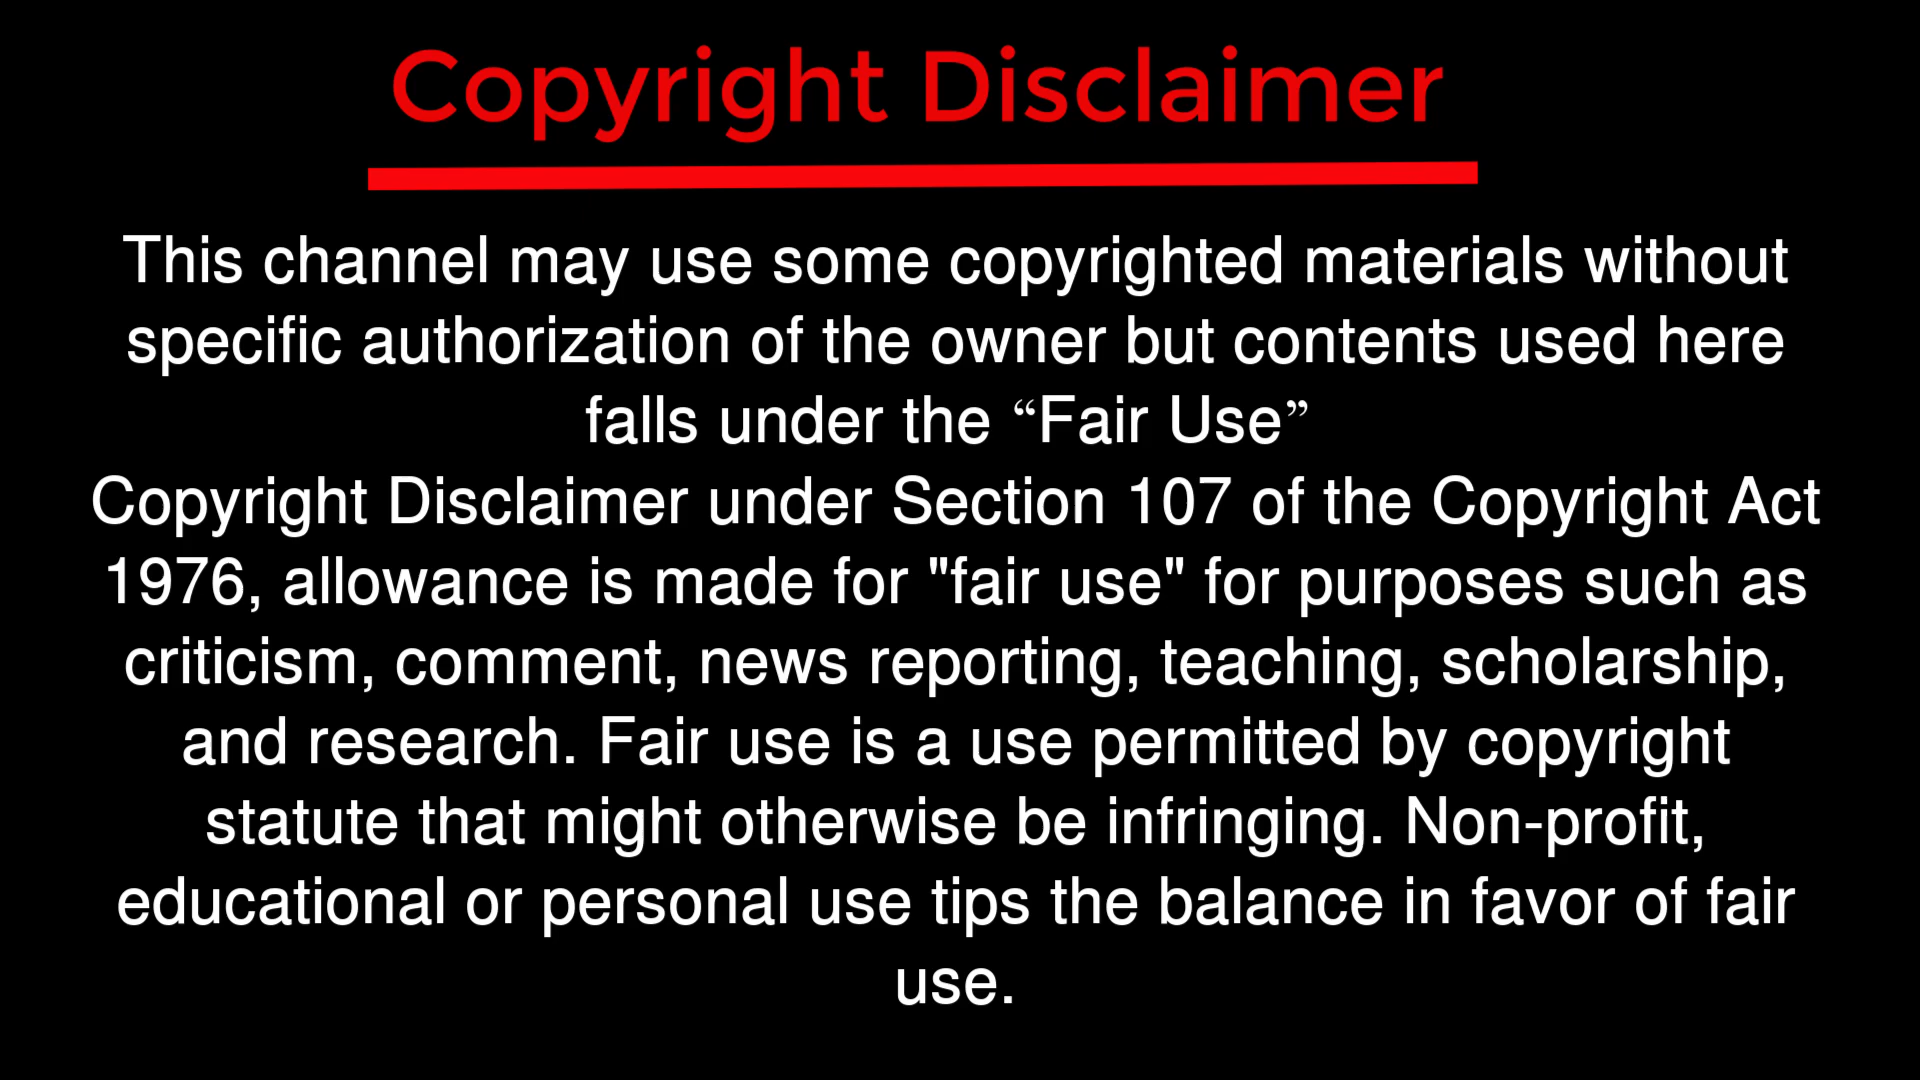 Copyright Disclaimer
This channel may use some copyrighted materials without
specific authorization of the owner but contents used here
falls under the “Fair Use”
Copyright Disclaimer under Section 107 of the Copyright Act
1976, allowance is made for "fair use" for purposes such as
criticism, comment, news reporting, teaching, scholarship,
and research. Fair use is a use permitted by copyright
statute that might otherwise be infringing. Non-profit,
educational or personal use tips the balance in favor of fair
use.